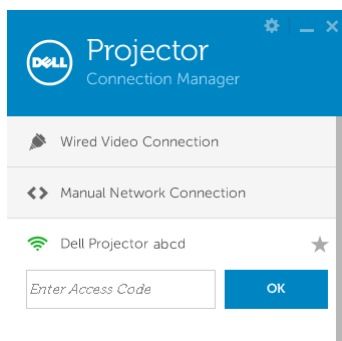 DELL
Projector
Connection Manager
Wired Video Connection
Manual Network Connection
Dell Projector abcd
Enter Access Code
OK